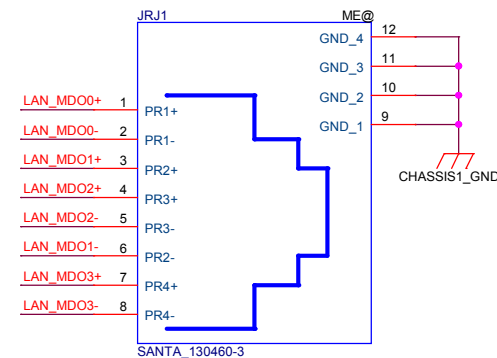 JRJ1 ME@
GND_4 12
GND_3 11
GND_2 10
GND_1 9
LAN_MDO0+ 1 PR1+
LAN_MDO0- 2 PR1-
LAN_MDO1+ 3 PR2+
LAN_MDO2+ 4 PR3+
LAN_MDO2- 5 PR3-
LAN_MDO1- 6 PR2-
LAN_MDO3+ 7 PR4+
LAN_MDO3- 8 PR4-
CHASSIS1_GND
SANTA_130460-3